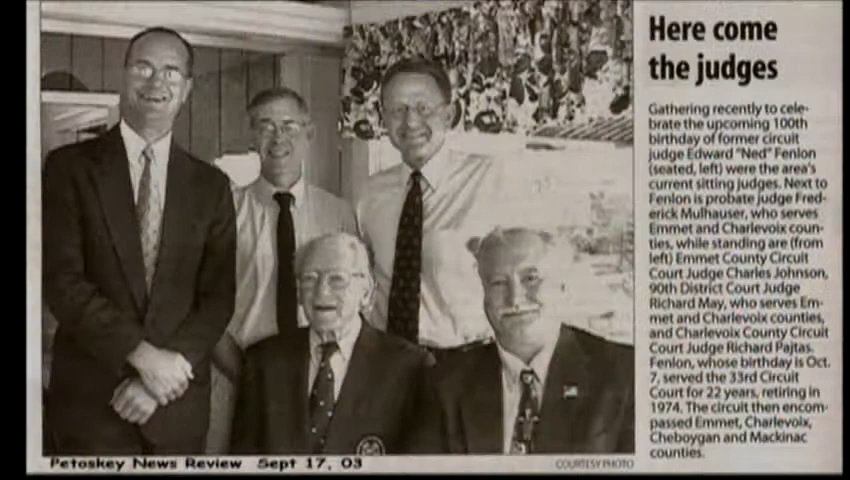 Here come
the judges
Gathering recently to cele-
brate the upcoming 100th
birthday of former circuit
judge Edward "Ned" Fenlon
(seated, left) were the area's
current sitting judges. Next to
Fenlon is probate judge Fred-
erick Mulhauser, who serves
Emmet and Charlevoix coun-
ties, while standing are (from
left) Emmet County Circuit
Court Judge Charles Johnson,
90th District Court Judge
Richard May, who serves Em-
met and Charlevoix counties,
and Charlevoix County Circuit
Court Judge Richard Pajtas.
Fenlon, whose birthday is Oct.
7, served the 33rd Circuit
Court for 22 years, retiring in
1974. The circuit then encom-
passed Emmet, Charlevoix,
Cheboygan and Mackinac
counties.
Petoskey News Review Sept 17, 03
COURTESY PHOTO